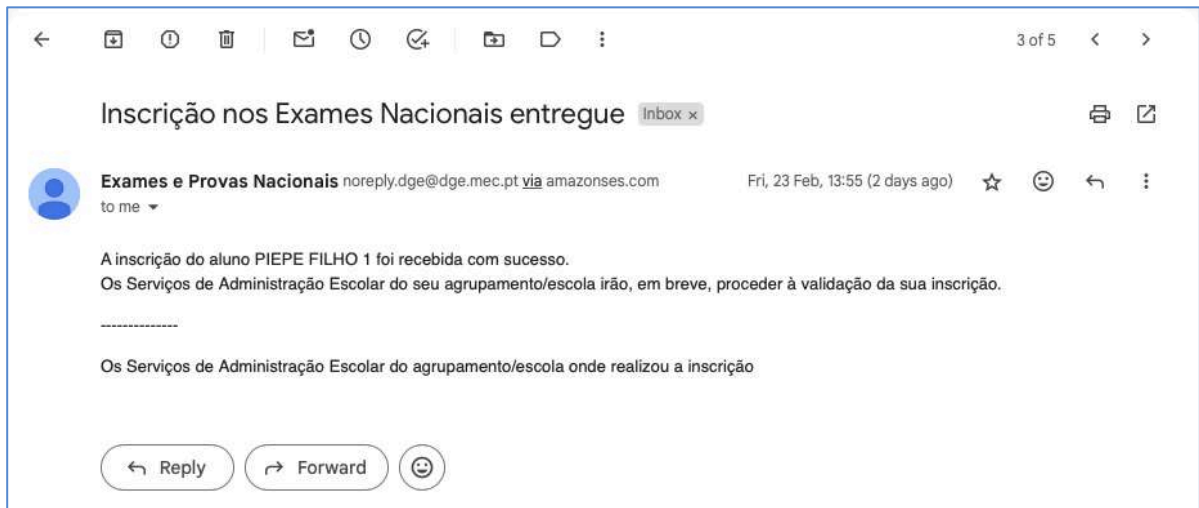 3 of 5
Inscrição nos Exames Nacionais entregue Inbox x
Exames e Provas Nacionais noreply.dge@dge.mec.pt via amazonses.com Fri, 23 Feb, 13:55 (2 days ago)
to me
A inscrição do aluno PIEPE FILHO 1 foi recebida com sucesso.
Os Serviços de Administração Escolar do seu agrupamento/escola irão, em breve, proceder à validação da sua inscrição.
--------------
Os Serviços de Administração Escolar do agrupamento/escola onde realizou a inscrição
Reply Forward